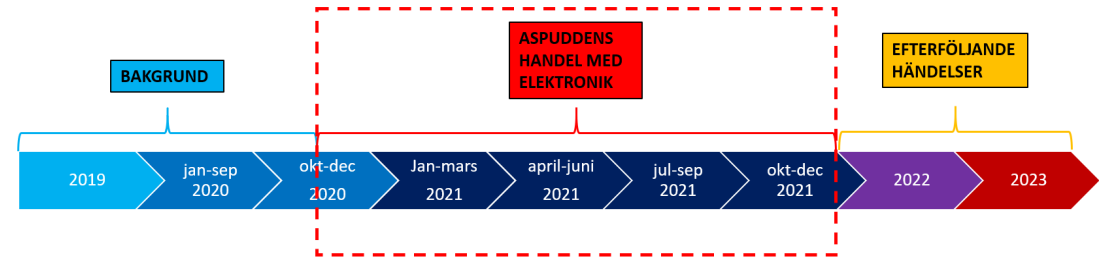 BAKGRUND
ASPUDDENS
HANDEL MED
ELEKTRONIK
EFTERFÖLJANDE
HÄNDELSER
2019
jan-sep
2020
okt-dec
2020
Jan-mars
2021
april-juni
2021
jul-sep
2021
okt-dec
2021
2022
2023